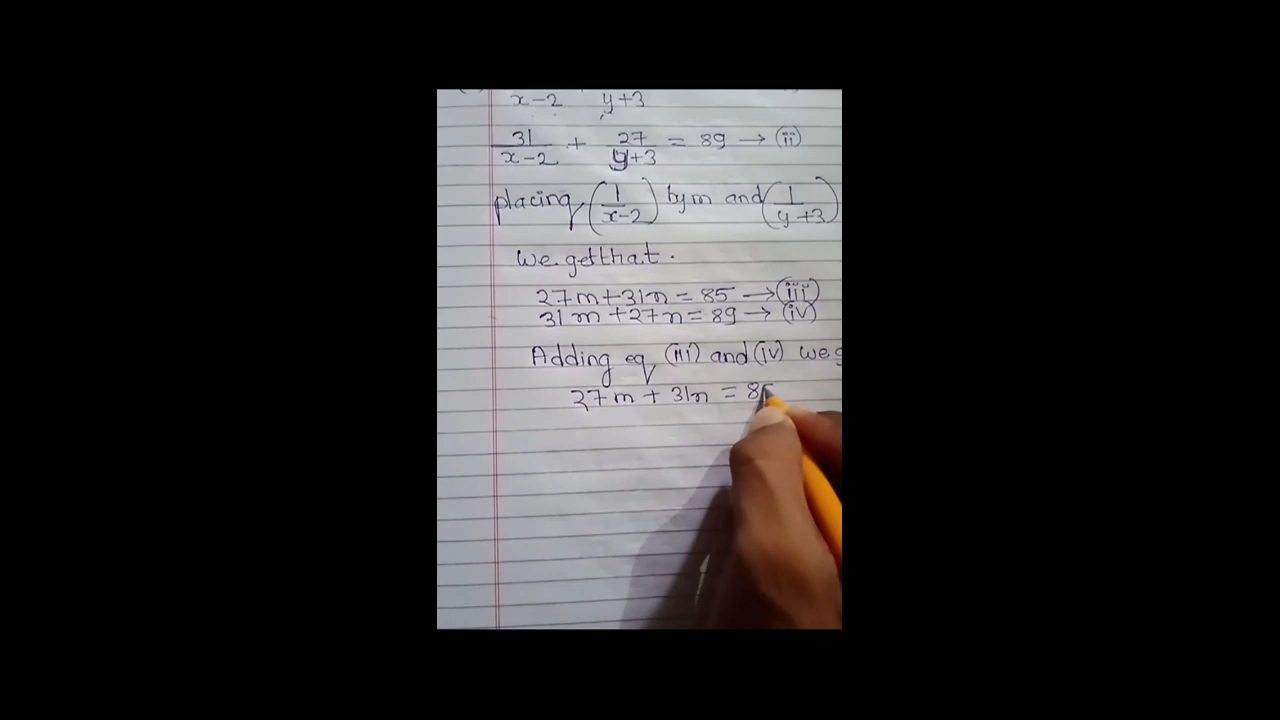 x-2 y+3
31/x-2 + 27/y+3 = 89 → (ii)
placing (1/x-2) by m and (1/y+3)
we get that.
27m+31n = 85 → (iii)
31m+27n = 89 → (iv)
Adding eq (iii) and (iv) we g
27m + 31n = 85